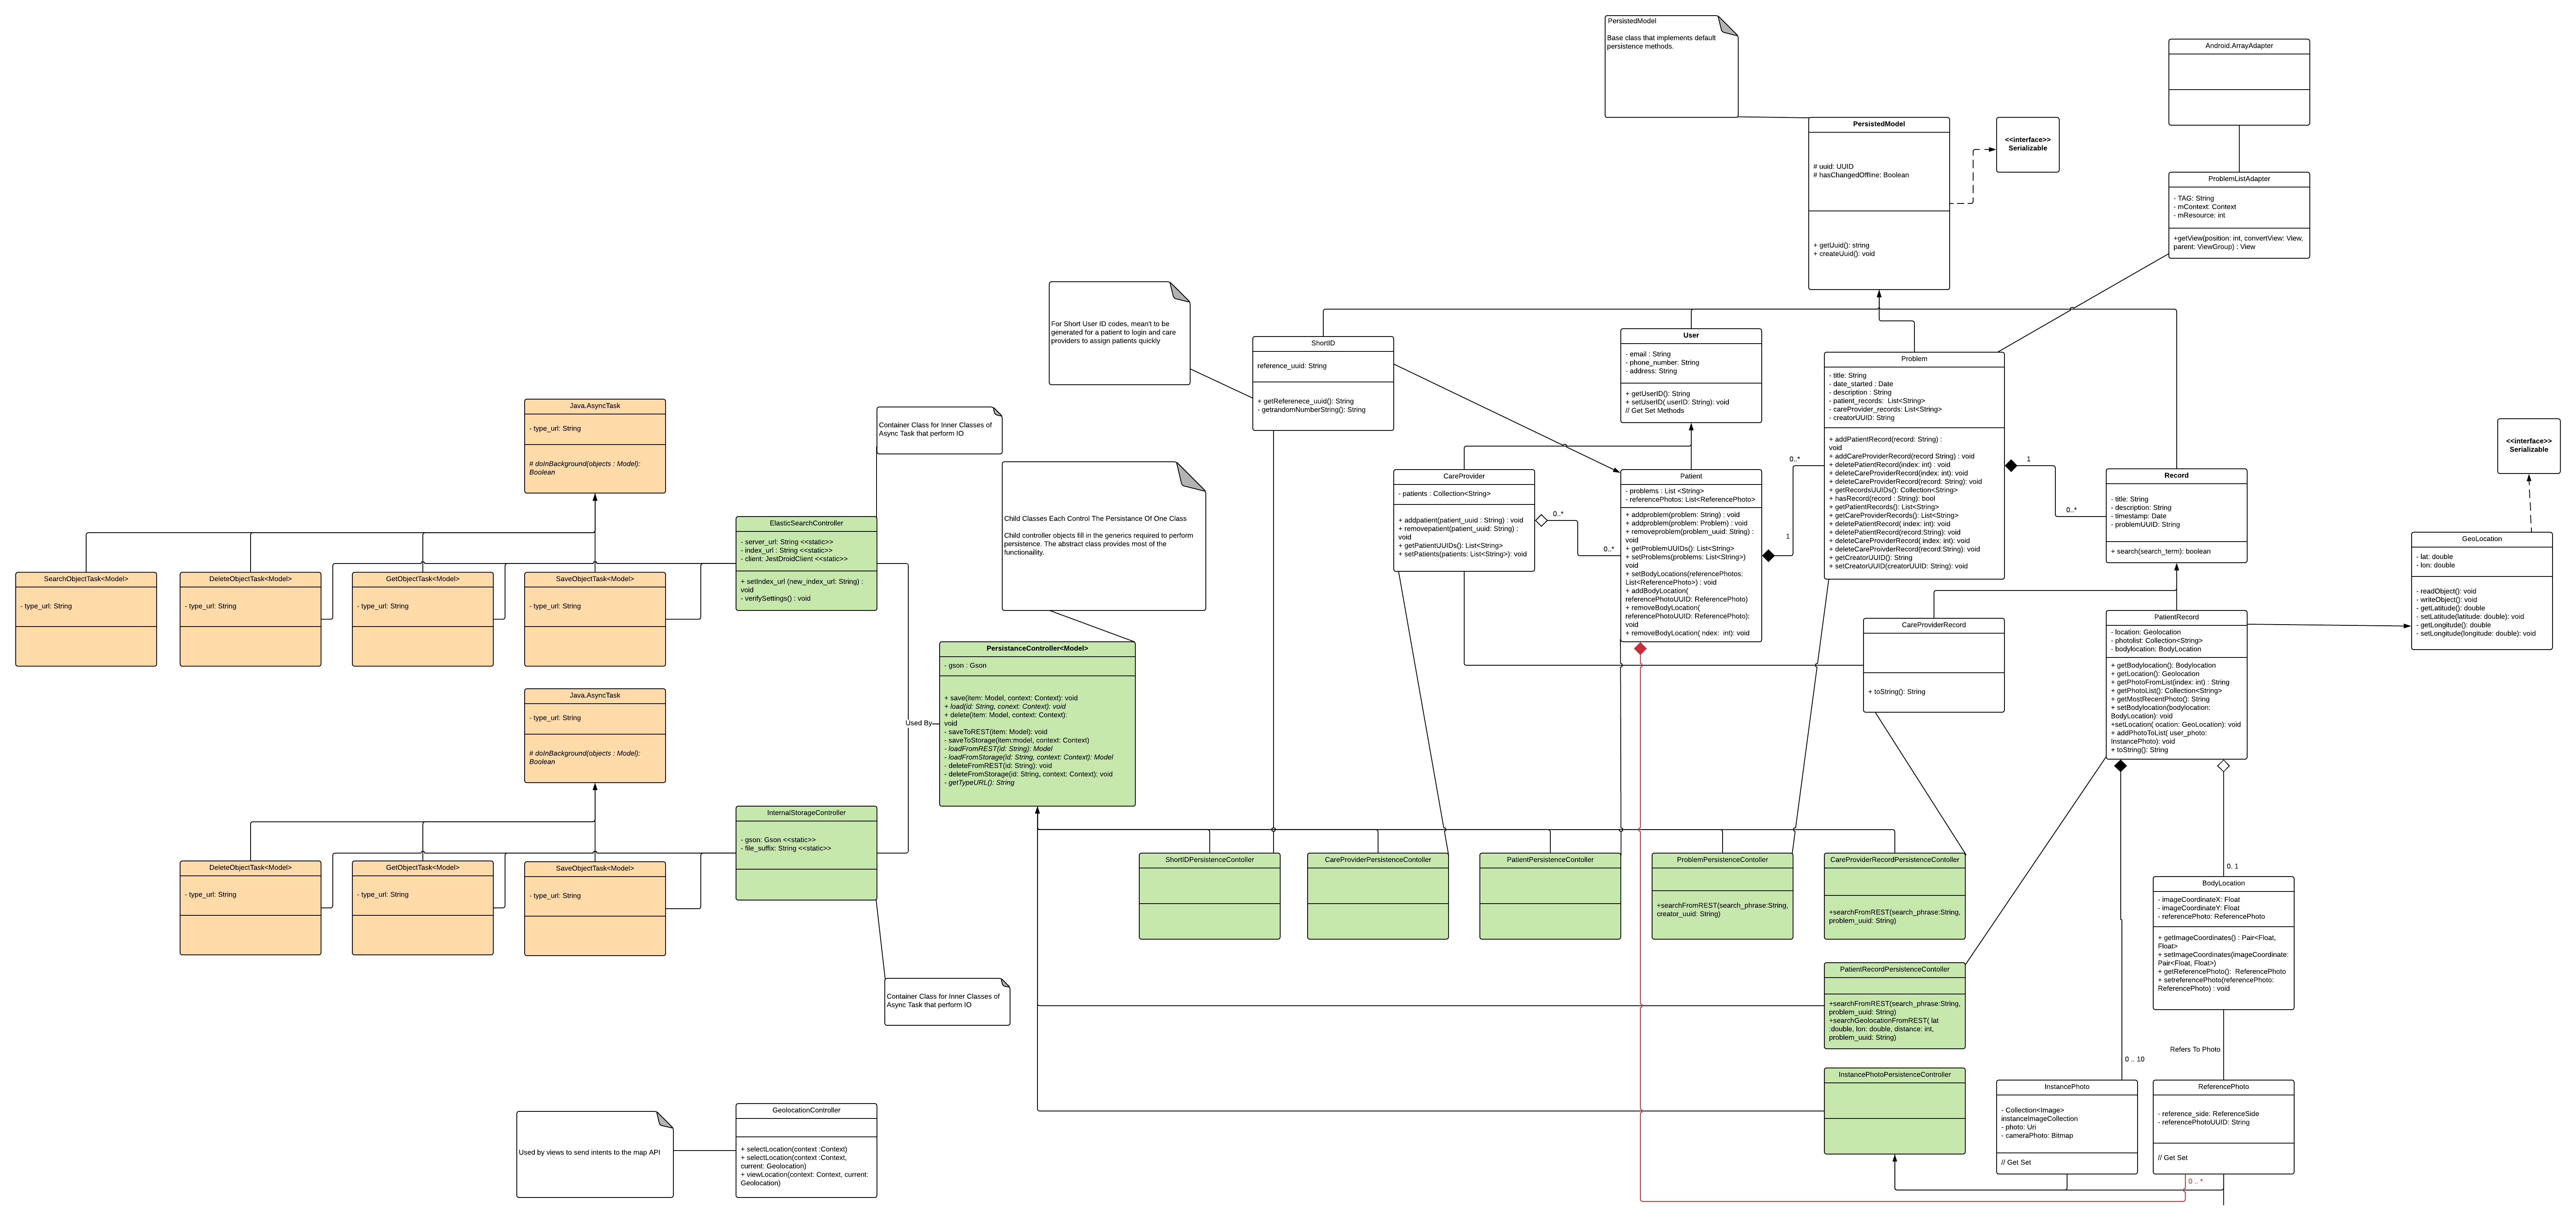 PersistedModel
Base class that implements default
persistence methods.
Android.ArrayAdapter
PersistedModel
# uuid: UUID
# hasChangedOffline: Boolean
+ getUuid(): string
+ createUuid(): void
<<interface>>
Serializable
ProblemListAdapter
- TAG: String
- mContext: Context
- mResource: int
+getView(position: int, convertView: View,
parent: ViewGroup) : View
For Short User ID codes, mean't to be
generated for a patient to login and care
providers to assign patients quickly
ShortID
reference_uuid: String
+ getReferenece_uuid(): String
- getrandomNumberString(): String
User
- email : String
- phone_number: String
- address: String
+ getUserID(): String
+ setUserID( userID: String): void
// Get Set Methods
Problem
- title: String
- date_started : Date
- description : String
- patient_records:  List<String>
- careProvider_records: List<String>
- creatorUUID: String
+ addPatientRecord(record: String) :
void
+ addCareProviderRecord(record String) : void
+ deletePatientRecord(index: int) : void
+ deleteCareProviderRecord(index: int): void
+ deleteCareProviderRecord(record: String): void
+ getRecordsUUIDs(): Collection<String>
+ hasRecord(record : String): bool
+ getPatientRecords(): List<String>
+ getCareProviderRecords(): List<String>
+ deletePatientRecord( index: int): void
+ deletePatientRecord(record:String): void
+ deleteCareProviderRecord( index: int): void
+ deleteCareProivderRecord(record:String): void
+ getCreatorUUID(): String
+ setCreatorUUID(creatorUUID: String): void
Java.AsyncTask
- type_url: String
# doInBackground(objects : Model):
Boolean
Container Class for Inner Classes of
Async Task that perform IO
Child Classes Each Control The Persistance Of One Class
Child controller objects fill in the generics required to perform
persistence. The abstract class provides most of the
functionaility.
CareProvider
- patients : Collection<String>
+ addpatient(patient_uuid : String) : void
+ removepatient(patient_uuid: String) :
void
+ getPatientUUIDs(): List<String>
+ setPatients(patients: List<String>): void
0..*
0..*
Patient
- problems : List <String>
- referencePhotos: List<ReferencePhoto>
+ addproblem(problem: String) : void
+ addproblem(problem: Problem) : void
+ removeproblem(problem_uuid: String) :
void
+ getProblemUUIDs(): List<String>
+ setProblems(problems: List<String>)
void
+ setBodyLocations(referencePhotos:
List<ReferencePhoto>) : void
+ addBodyLocation(
referencePhotoUUID: ReferencePhoto)
+ removeBodyLocation(
referencePhotoUUID: ReferencePhoto):
void
+ removeBodyLocation( ndex:  int): void
0..*
1
1
0..*
Record
- title: String
- description: String
- timestamp: Date
- problemUUID: String
+ search(search_term): boolean
<<interface>>
Serializable
GeoLocation
- lat: double
- lon: double
- readObject(): void
- writeObject(): void
- getLatitude(): double
- setLatitude(latitude: double): void
- getLongitude(): double
- setLongitude(longitude: double): void
ElasticSearchController
- server_url: String <<static>>
- index_url : String <<static>>
- client: JestDroidClient <<static>>
+ setIndex_url (new_index_url: String) :
void
- verifySettings() : void
SearchObjectTask<Model>
- type_url: String
DeleteObjectTask<Model>
- type_url: String
GetObjectTask<Model>
- type_url: String
SaveObjectTask<Model>
- type_url: String
CareProviderRecord
+ toString(): String
PatientRecord
- location: Geolocation
- photolist: Collection<String>
- bodylocation: BodyLocation
+ getBodylocation(): Bodylocation
+ getLocation(): Geolocation
+ getPhotoFromList(index: int) : String
+ getPhotoList(): Collection<String>
+ getMostRecentPhoto(): String
+ setBodylocation(bodylocation:
BodyLocation): void
+setLocation( ocation: GeoLocation): void
+ addPhotoToList( user_photo:
InstancePhoto): void
+ toString(): String
PersistanceController<Model>
- gson : Gson
+ save(item: Model, context: Context): void
+ load(id: String, conext: Context): void
+ delete(item: Model, context: Context):
void
- saveToREST(item: Model): void
- saveToStorage(item:model, context: Context)
- loadFromREST(id: String): Model
- loadFromStorage(id: String, context: Context): Model
- deleteFromREST(id: String): void
- deleteFromStorage(id: String, context: Context): void
- getTypeURL(): String
Used By
Java.AsyncTask
- type_url: String
# doInBackground(objects : Model):
Boolean
InternalStorageController
- gson: Gson <<static>>
- file_suffix: String <<static>>
DeleteObjectTask<Model>
- type_url: String
GetObjectTask<Model>
- type_url: String
SaveObjectTask<Model>
- type_url: String
ShortIDPersistenceContoller
CareProviderPersistenceContoller
PatientPersistenceContoller
ProblemPersistenceContoller
+searchFromREST(search_phrase:String,
creator_uuid: String)
CareProviderRecordPersistenceContoller
+searchFromREST(search_phrase:String,
problem_uuid: String)
0. 1
BodyLocation
- imageCoordinateX: Float
- imageCoordinateY: Float
- referencePhoto: ReferencePhoto
+ getImageCoordinates() : Pair<Float,
Float>
+ setImageCoordinates(imageCoordinate:
Pair<Float, Float>)
+ getReferencePhoto():  ReferencePhoto
+ setreferencePhoto(referencePhoto:
ReferencePhoto) : void
PatientRecordPersistenceContoller
+searchFromREST(search_phrase:String,
problem_uuid: String)
+searchGeolocationFromREST( lat
:double, lon: double, distance: int,
problem_uuid: String)
Container Class for Inner Classes of
Async Task that perform IO
Refers To Photo
0 .. 10
InstancePhotoPersistenceController
InstancePhoto
- Collection<Image>
instanceImageCollection
- photo: Uri
- cameraPhoto: Bitmap
// Get Set
ReferencePhoto
- reference_side: ReferenceSide
- referencePhotoUUID: String
// Get Set
0 .. *
Used by views to send intents to the map API
GeolocationController
+ selectLocation(context :Context)
+ selectLocation(context :Context,
current: Geolocation)
+ viewLocation(context: Context, current:
Geolocation)